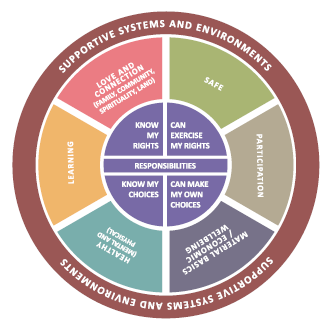 SUPPORTIVE SYSTEMS AND ENVIRONMENTS
LOVE AND
CONNECTION
(FAMILY, COMMUNITY,
SPIRITUALITY, LAND)
SAFE
LEARNING
KNOW
MY
RIGHTS
CAN
EXERCISE
MY RIGHTS
PARTICIPATION
RESPONSIBILITIES
KNOW MY
CHOICES
CAN MAKE
MY OWN
CHOICES
HEALTHY
(MENTAL AND
PHYSICAL)
MATERIAL BASICS
ECONOMIC
WELLBEING
SUPPORTIVE SYSTEMS AND ENVIRONMENTS